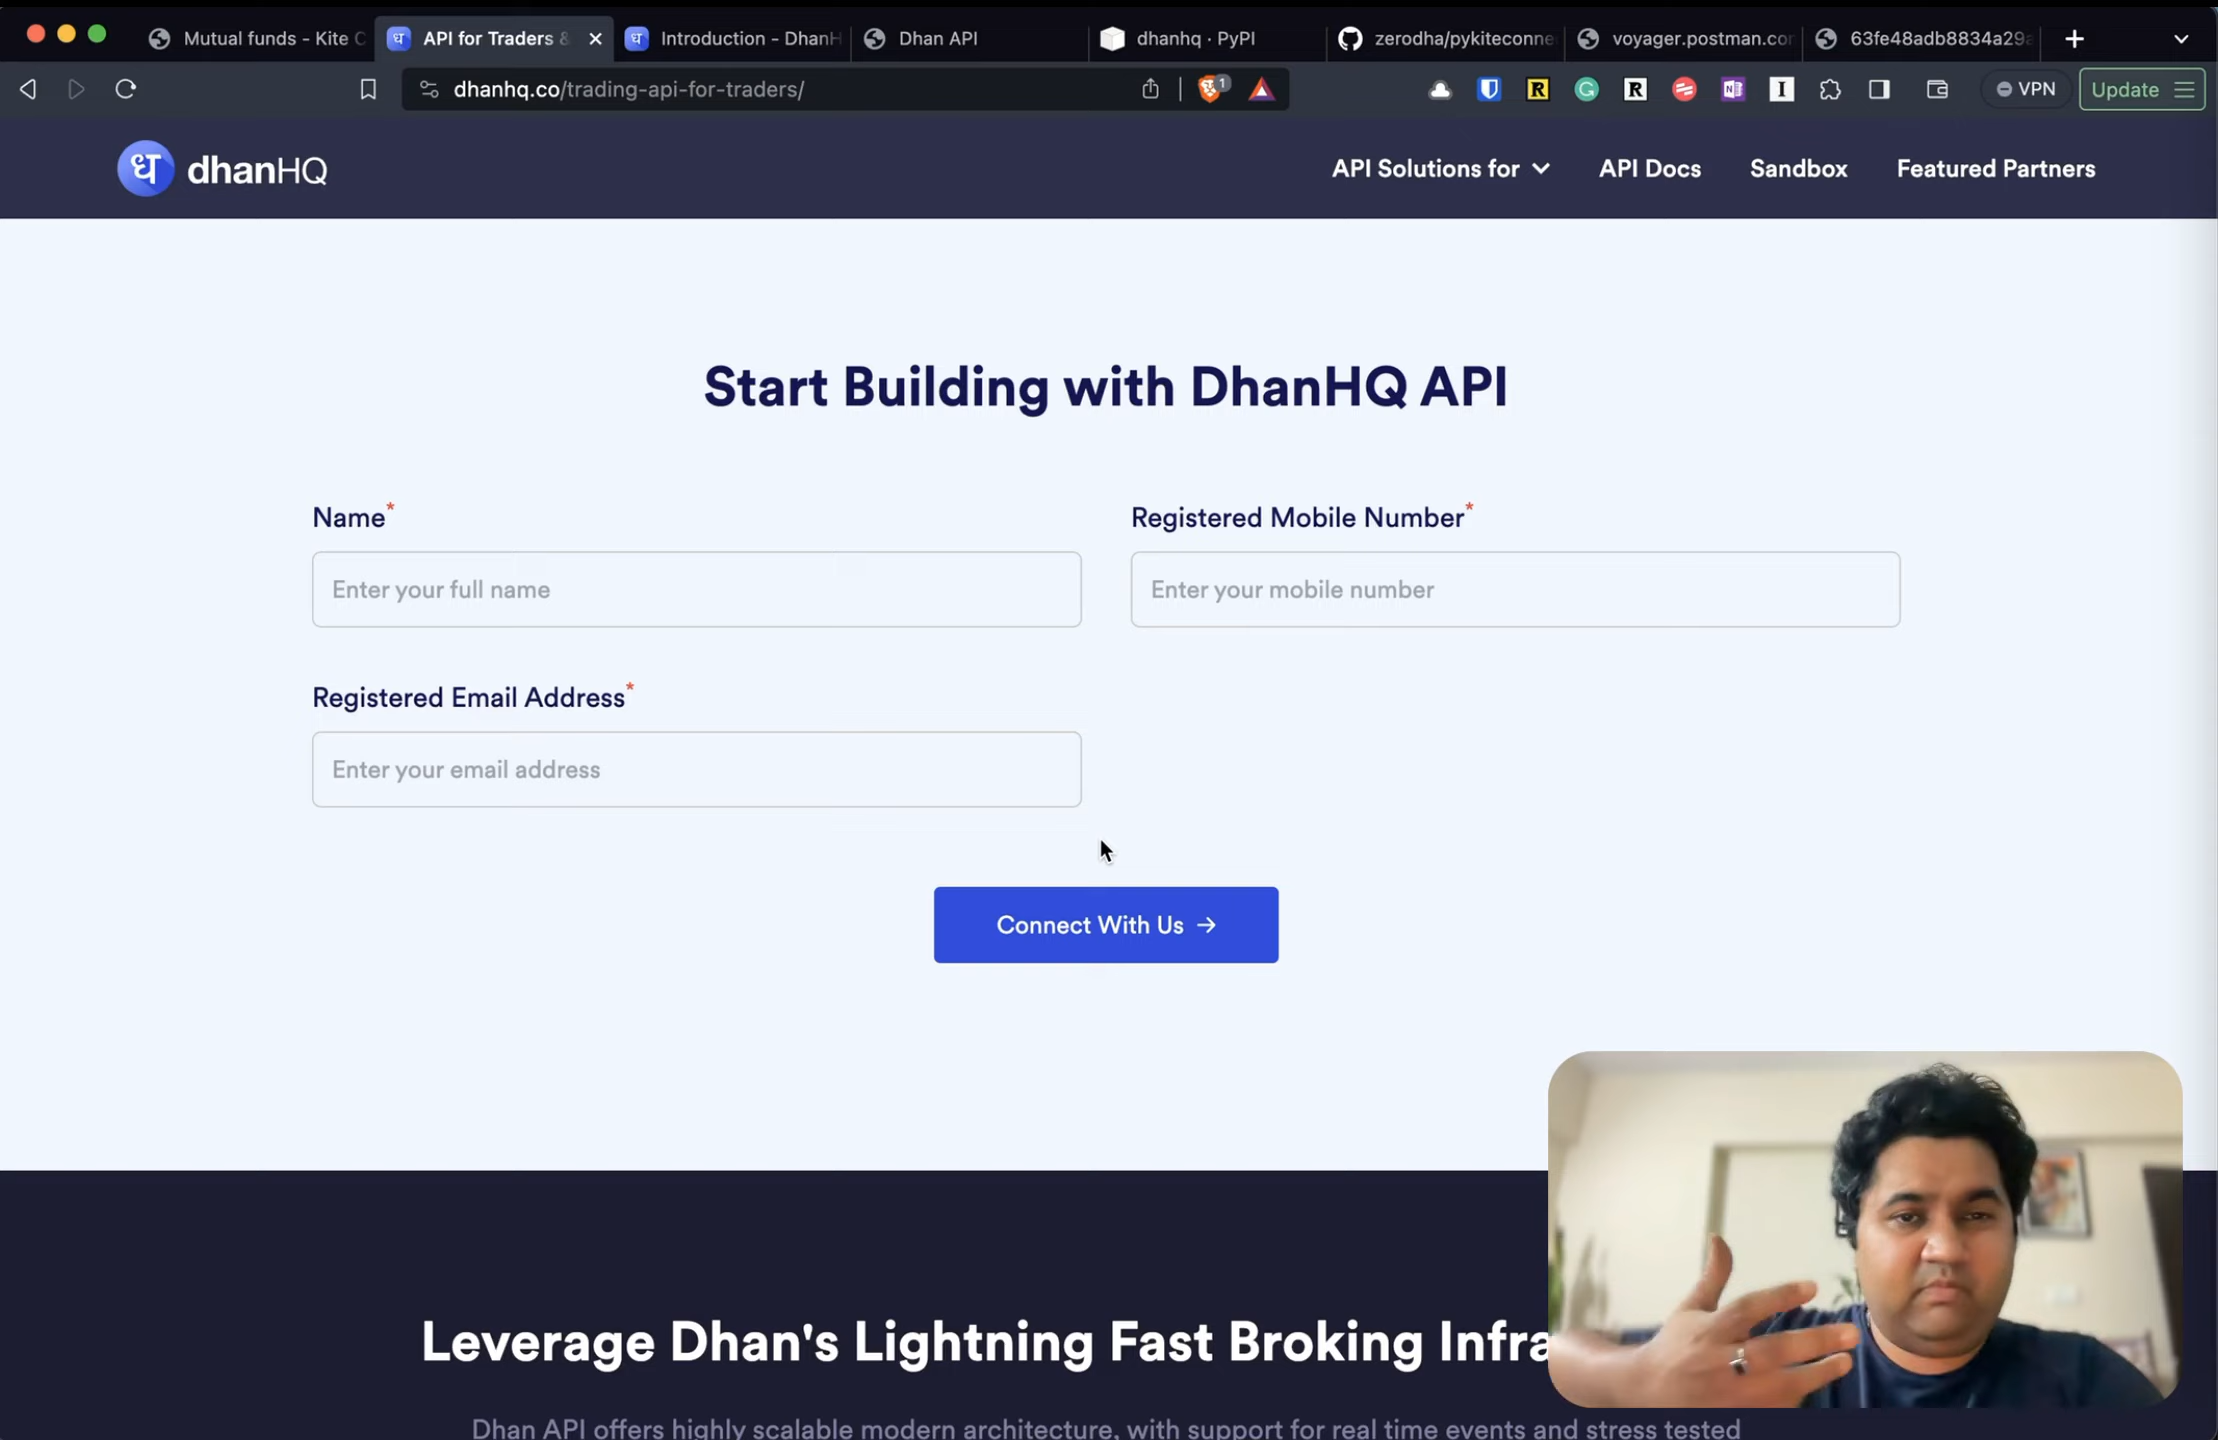 Mutual funds - Kite C
API for Traders &
Introduction - DhanH
Dhan API
dhanhq · PyPI
zerodha/pykiteconne
voyager.postman.com
63fe48adb8834a29a
dhanhq.co/trading-api-for-traders/
1
VPN
Update
ध dhanHQ
API Solutions for
API Docs
Sandbox
Featured Partners
Start Building with DhanHQ API
Name*
Registered Mobile Number*
Enter your full name
Enter your mobile number
Registered Email Address*
Enter your email address
Connect With Us →
Leverage Dhan's Lightning Fast Broking Infra
Dhan API offers highly scalable modern architecture, with support for real time events and stress tested